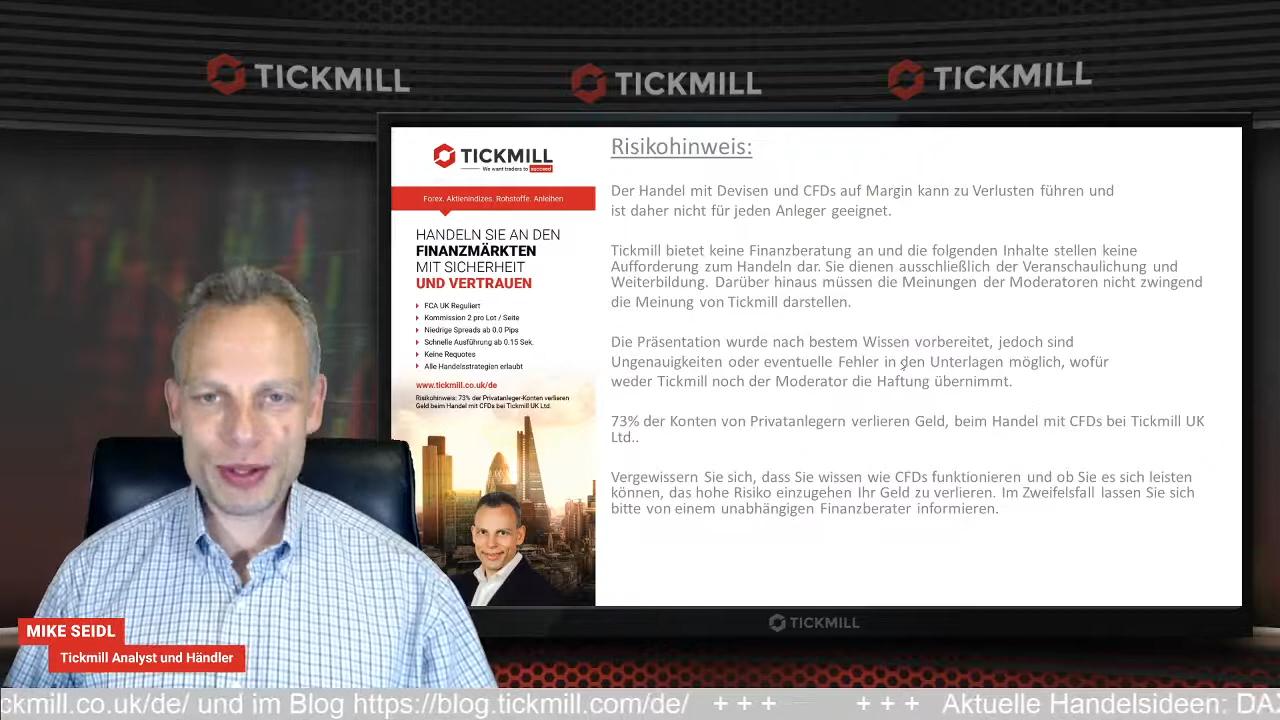 TICKMILL
TICKMILL
TICKMILL
TICKMILL
We want traders to succeed
Forex. Aktienindizes. Rohstoffe. Anleihen
HANDELN SIE AN DEN
FINANZMÄRKTEN
MIT SICHERHEIT
UND VERTRAUEN
FCA UK Reguliert
Kommission 2 pro Lot / Seite
Niedrige Spreads ab 0.0 Pips
Schnelle Ausführung ab 0.15 Sek.
Keine Requotes
Alle Handelsstrategien erlaubt
www.tickmill.co.uk/de
Risikohinweis: 73% der Privatanleger-Konten verlieren
Geld beim Handel mit CFDs bei Tickmill UK Ltd.
Risikohinweis:
Der Handel mit Devisen und CFDs auf Margin kann zu Verlusten führen und
ist daher nicht für jeden Anleger geeignet.
Tickmill bietet keine Finanzberatung an und die folgenden Inhalte stellen keine
Aufforderung zum Handeln dar. Sie dienen ausschließlich der Veranschaulichung und
Weiterbildung. Darüber hinaus müssen die Meinungen der Moderatoren nicht zwingend
die Meinung von Tickmill darstellen.
Die Präsentation wurde nach bestem Wissen vorbereitet, jedoch sind
Ungenauigkeiten oder eventuelle Fehler in den Unterlagen möglich, wofür
weder Tickmill noch der Moderator die Haftung übernimmt.
73% der Konten von Privatanlegern verlieren Geld, beim Handel mit CFDs bei Tickmill UK
Ltd..
Vergewissern Sie sich, dass Sie wissen wie CFDs funktionieren und ob Sie es sich leisten
können, das hohe Risiko einzugehen Ihr Geld zu verlieren. Im Zweifelsfall lassen Sie sich
bitte von einem unabhängigen Finanzberater informieren.
TICKMILL
MIKE SEIDL
Tickmill Analyst und Händler
ckmill.co.uk/de/ und im Blog https://blog.tickmill.com/de/ + + + + + + Aktuelle Handelsideen: DA